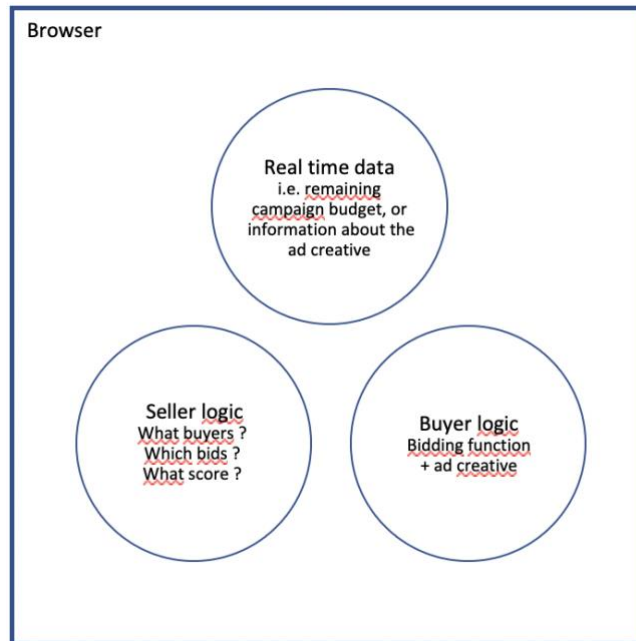 Browser
Real time data
i.e. remaining
campaign budget, or
information about the
ad creative
Seller logic
What buyers ?
Which bids ?
What score ?
Buyer logic
Bidding function
+ ad creative